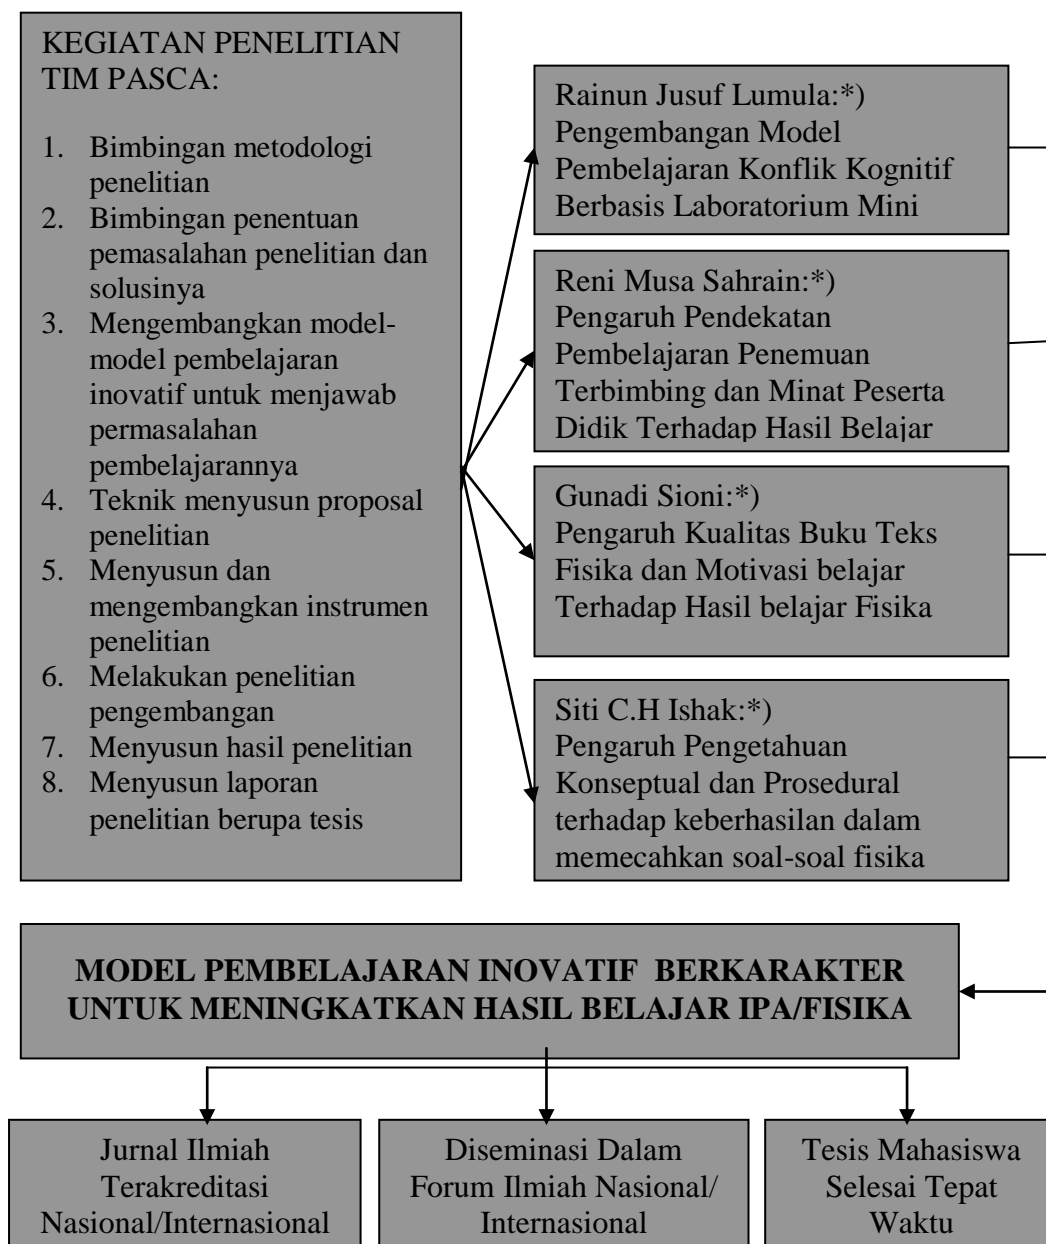 KEGIATAN PENELITIAN
TIM PASCA:
1. Bimbingan metodologi
penelitian
2. Bimbingan penentuan
pemasalahan penelitian dan
solusinya
3. Mengembangkan model-
model pembelajaran
inovatif untuk menjawab
permasalahan
pembelajarannya
4. Teknik menyusun proposal
penelitian
5. Menyusun dan
mengembangkan instrumen
penelitian
6. Melakukan penelitian
pengembangan
7. Menyusun hasil penelitian
8. Menyusun laporan
penelitian berupa tesis
Rainun Jusuf Lumula:*)
Pengembangan Model
Pembelajaran Konflik Kognitif
Berbasis Laboratorium Mini
Reni Musa Sahrain:*)
Pengaruh Pendekatan
Pembelajaran Penemuan
Terbimbing dan Minat Peserta
Didik Terhadap Hasil Belajar
Gunadi Sioni:*)
Pengaruh Kualitas Buku Teks
Fisika dan Motivasi belajar
Terhadap Hasil belajar Fisika
Siti C.H Ishak:*)
Pengaruh Pengetahuan
Konseptual dan Prosedural
terhadap keberhasilan dalam
memecahkan soal-soal fisika
MODEL PEMBELAJARAN INOVATIF BERKARAKTER
UNTUK MENINGKATKAN HASIL BELAJAR IPA/FISIKA
Jurnal Ilmiah
Terakreditasi
Nasional/Internasional
Diseminasi Dalam
Forum Ilmiah Nasional/
Internasional
Tesis Mahasiswa
Selesai Tepat
Waktu